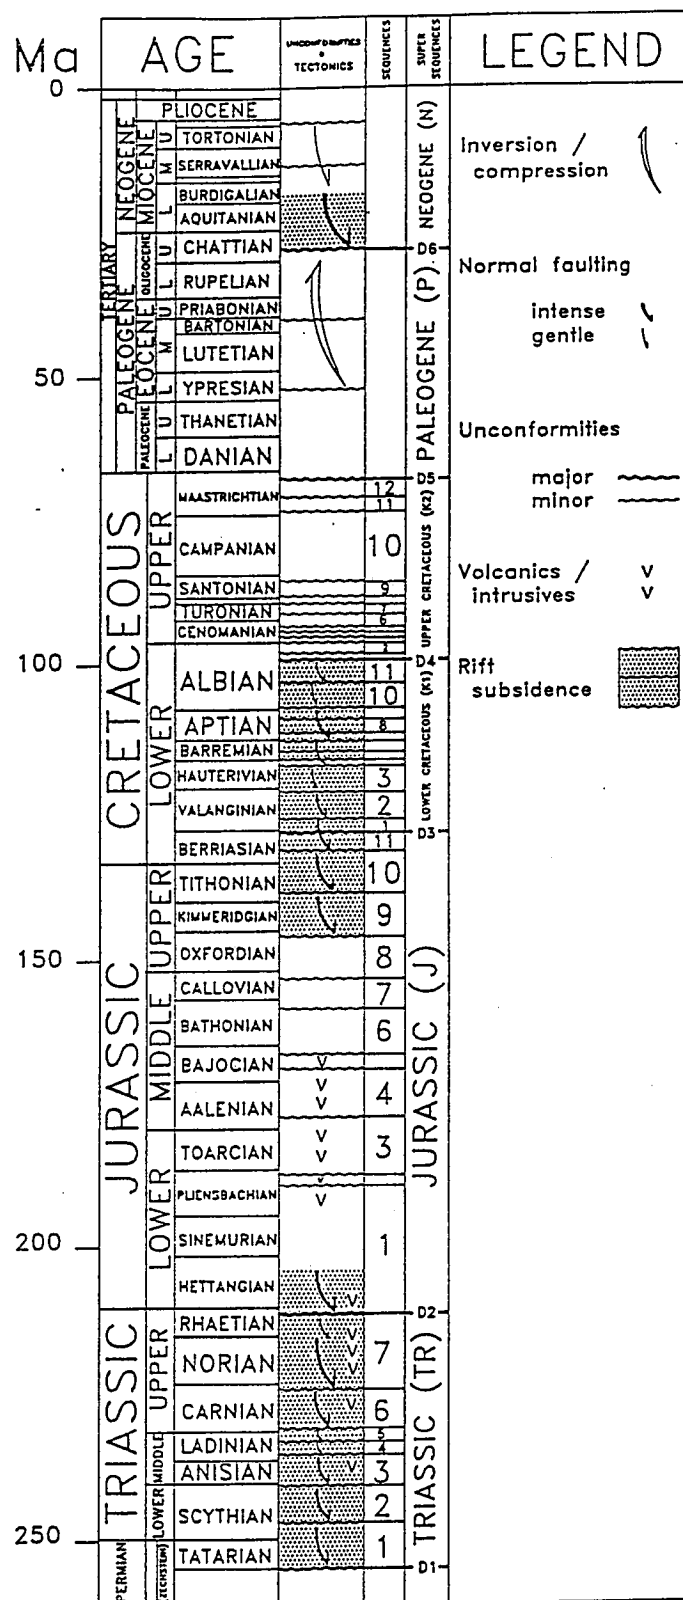 Ma
AGE
UNCONFORMITIES
TECTONICS
SEQUENCES
SUPER
SEQUENCES
LEGEND
0
50
100
150
200
250
TERTIARY
NEOGENE
PALEOGENE
CRETACEOUS
JURASSIC
TRIASSIC
PERMIAN
MIOCENE
OLIGOCENE
EOCENE
PALEOCENE
U
M
L
U
L
U
M
L
U
L
UPPER
LOWER
UPPER
MIDDLE
LOWER
UPPER
MIDDLE
LOWER
PLIOCENE
TORTONIAN
SERRAVALLIAN
BURDIGALIAN
AQUITANIAN
CHATTIAN
RUPELIAN
PRIABONIAN
BARTONIAN
LUTETIAN
YPRESIAN
THANETIAN
DANIAN
MAASTRICHTIAN
CAMPANIAN
SANTONIAN
TURONIAN
CENOMANIAN
ALBIAN
APTIAN
BARREMIAN
HAUTERIVIAN
VALANGINIAN
BERRIASIAN
TITHONIAN
KIMMERIDGIAN
OXFORDIAN
CALLOVIAN
BATHONIAN
BAJOCIAN
AALENIAN
TOARCIAN
PLIENSBACHIAN
SINEMURIAN
HETTANGIAN
RHAETIAN
NORIAN
CARNIAN
LADINIAN
ANISIAN
SCYTHIAN
TATARIAN
12
11
10
9
7
6
2
11
10
8
3
2
1
11
10
9
8
7
6
4
3
1
7
6
5
4
3
2
1
NEOGENE (N)
D6
PALEOGENE (P)
D5
UPPER CRETACEOUS (K2)
D4
LOWER CRETACEOUS (K1)
D3
JURASSIC (J)
D2
TRIASSIC (TR)
D1
Inversion /
compression
Normal faulting
intense
gentle
Unconformities
major
minor
Volcanics / v
intrusives v
Rift
subsidence